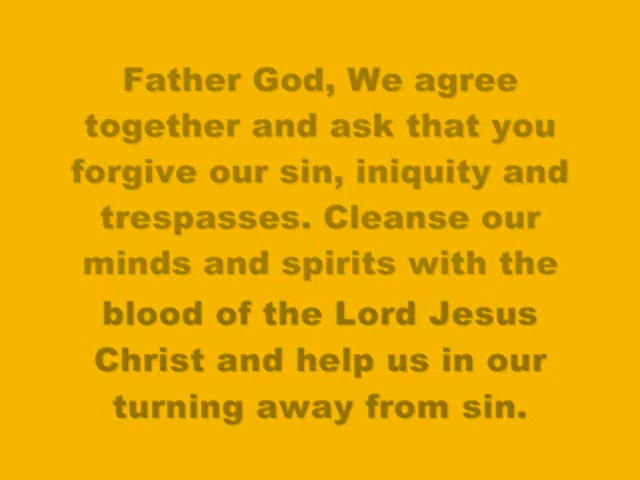 Father God, We agree
together and ask that you
forgive our sin, iniquity and
trespasses. Cleanse our
minds and spirits with the
blood of the Lord Jesus
Christ and help us in our
turning away from sin.